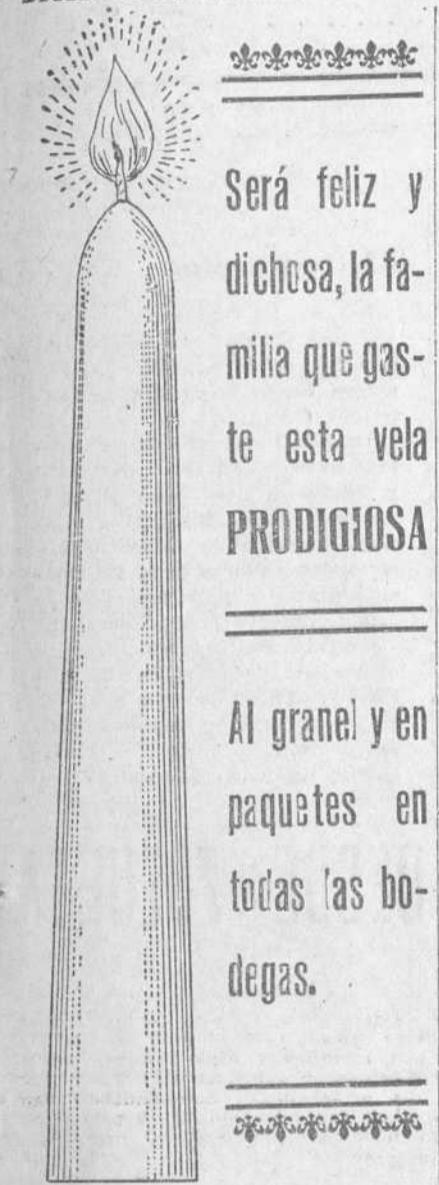 Será feliz y
dichosa, la fa-
milia que gas-
te esta vela
PRODIGIOSA
Al granel y en
paquetes en
todas las bo-
degas.